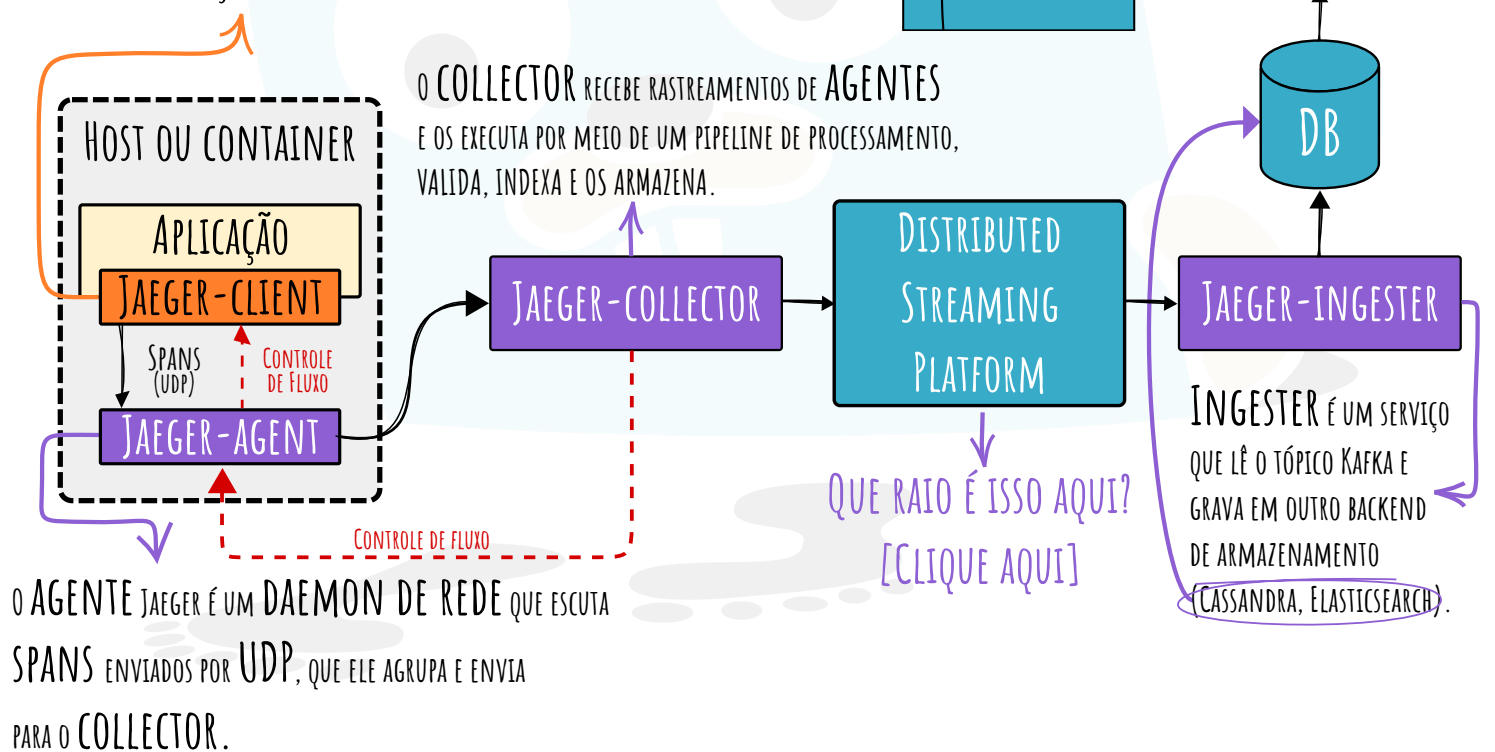 O COLLECTOR RECEBE RASTREAMENTOS DE AGENTES
E OS EXECUTA POR MEIO DE UM PIPELINE DE PROCESSAMENTO,
VALIDA, INDEXA E OS ARMAZENA.
HOST OU CONTAINER
APLICAÇÃO
JAEGER-CLIENT
SPANS
(UDP)
CONTROLE
DE FLUXO
JAEGER-AGENT
JAEGER-COLLECTOR
DISTRIBUTED
STREAMING
PLATFORM
JAEGER-INGESTER
DB
CONTROLE DE FLUXO
QUE RAIO É ISSO AQUI?
[CLIQUE AQUI]
INGESTER É UM SERVIÇO
QUE LÊ O TÓPICO KAFKA E
GRAVA EM OUTRO BACKEND
DE ARMAZENAMENTO
(CASSANDRA, ELASTICSEARCH).
O AGENTE JAEGER É UM DAEMON DE REDE QUE ESCUTA
SPANS ENVIADOS POR UDP, QUE ELE AGRUPA E ENVIA
PARA O COLLECTOR.